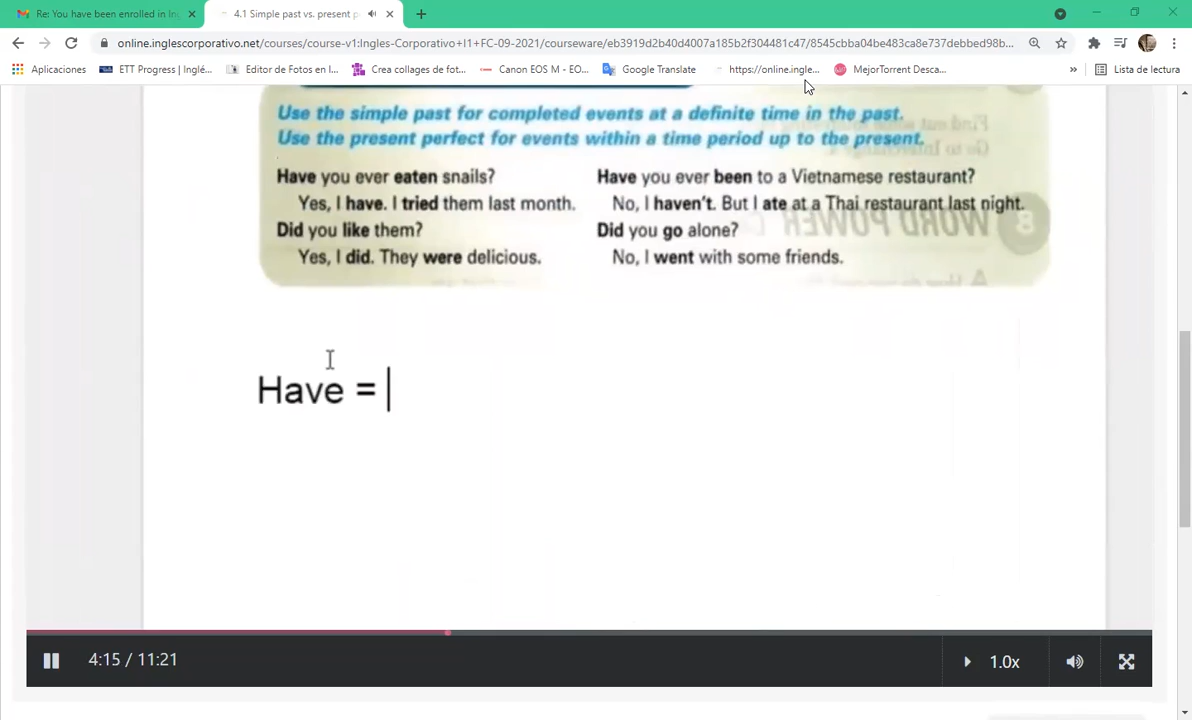 Re: You have been enrolled in Ing
4.1 Simple past vs. present p
online.inglescorporativo.net/courses/course-v1:Ingles-Corporativo+I1+FC-09-2021/courseware/eb3919d2b40d4007a185b2f304481c47/8545cbba04be483ca8e737debbed98b...
Aplicaciones ETT Progress | Inglé... Editor de Fotos en l... Crea collages de fot... Canon EOS M - EO... Google Translate https://online.ingle... MejorTorrent Desca... » Lista de lectura
Use the simple past for completed events at a definite time in the past.
Use the present perfect for events within a time period up to the present.
Have you ever eaten snails?
Yes, I have. I tried them last month.
Did you like them?
Yes, I did. They were delicious.
Have you ever been to a Vietnamese restaurant?
No, I haven't. But I ate at a Thai restaurant last night.
Did you go alone?
No, I went with some friends.
WORD POWER
8
Have =
4:15 / 11:21
1.0x